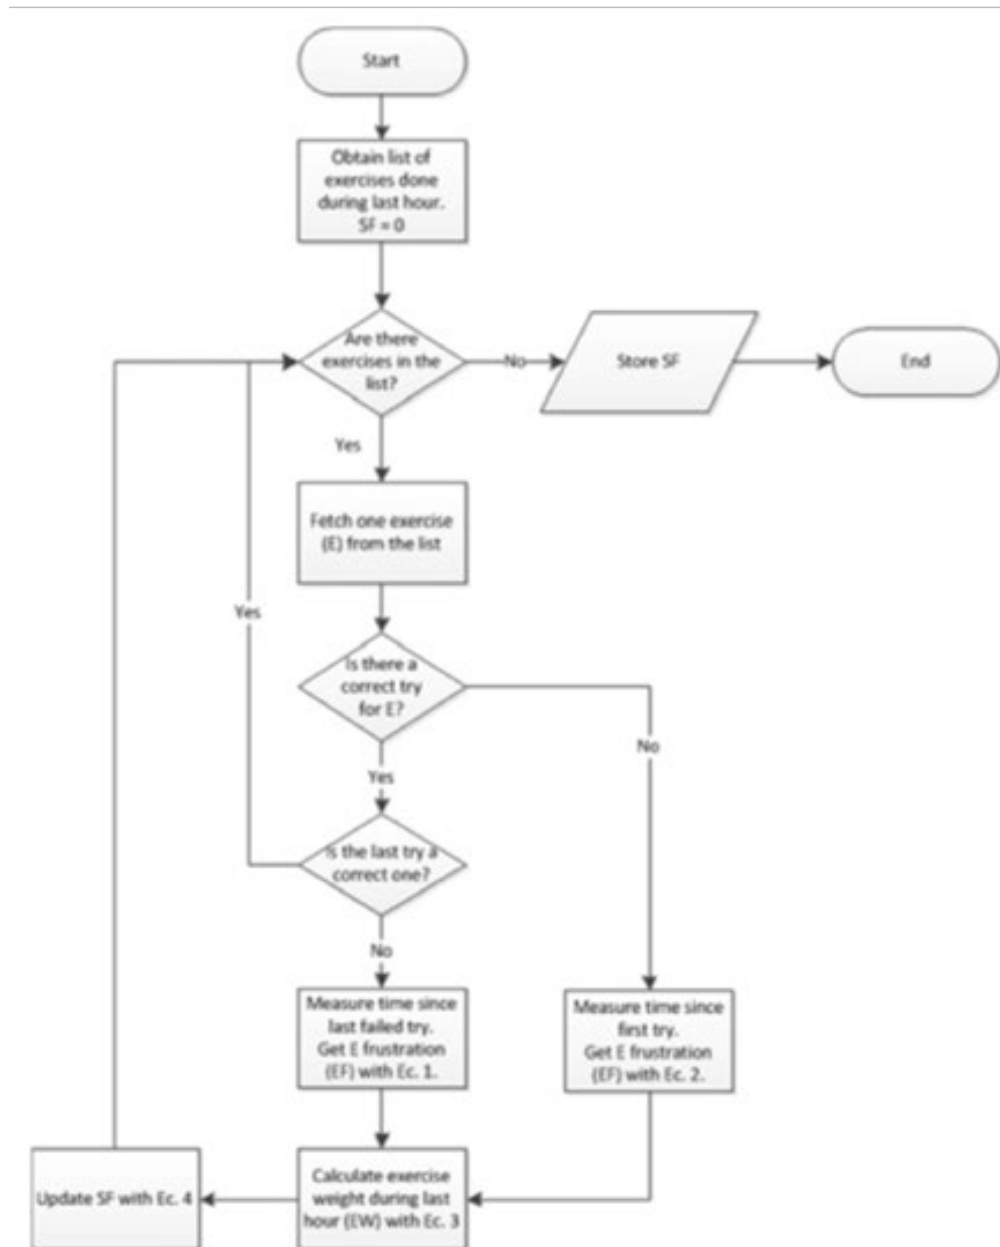 Start
Obtain list of
exercises done
during last hour.
SF = 0
Are there
exercises in the
list?
No
Store SF
End
Yes
Fetch one exercise
(E) from the list
Yes
Is there a
correct try
for E?
No
Yes
Is the last try a
correct one?
No
Measure time since
last failed try.
Get E frustration
(EF) with Ec. 1.
Measure time since
first try.
Get E frustration
(EF) with Ec. 2.
Update SF with Ec. 4
Calculate exercise
weight during last
hour (EW) with Ec. 3